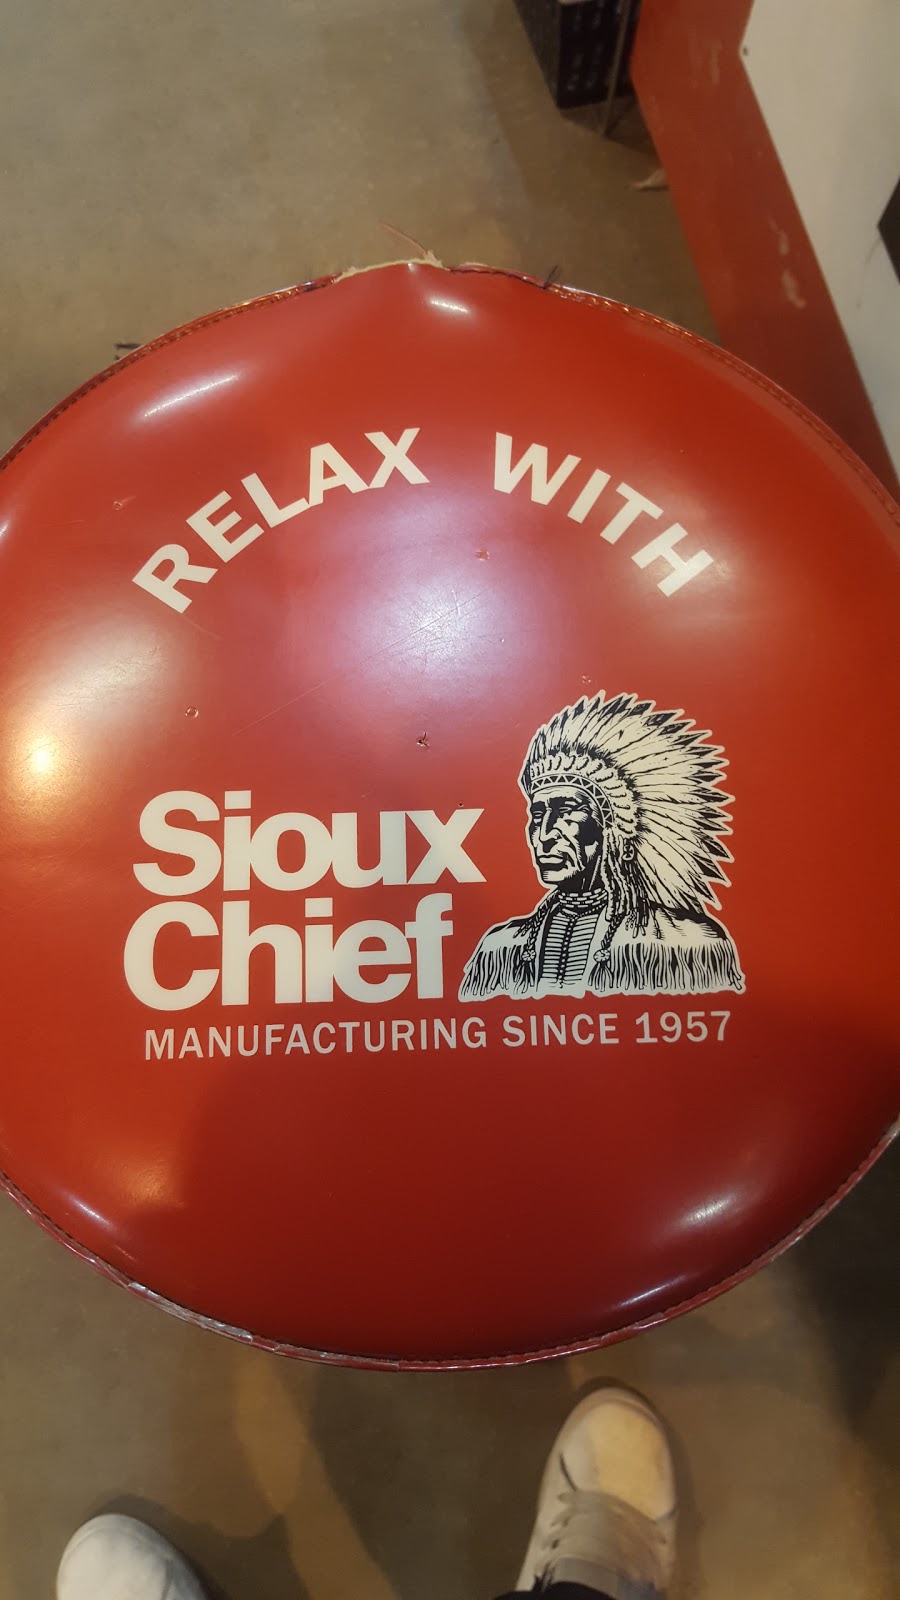 RELAX WITH
Sioux
Chief
MANUFACTURING SINCE 1957